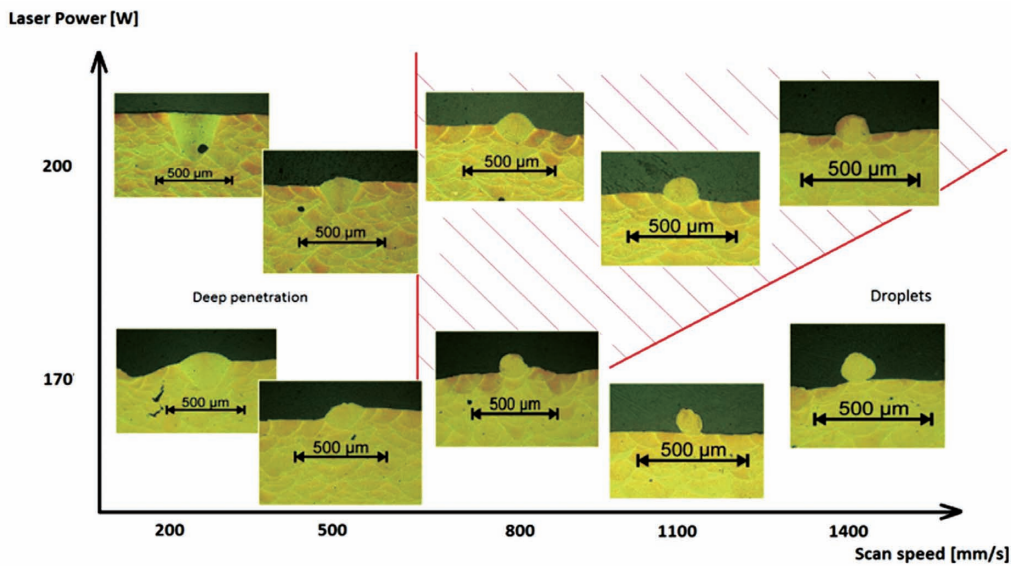 Laser Power [W]
200
500 µm
500 µm
500 µm
500 µm
500 µm
Deep penetration
Droplets
170'
500 µm
500 µm
500 µm
500 µm
500 µm
200
500
800
1100
1400
Scan speed [mm/s]